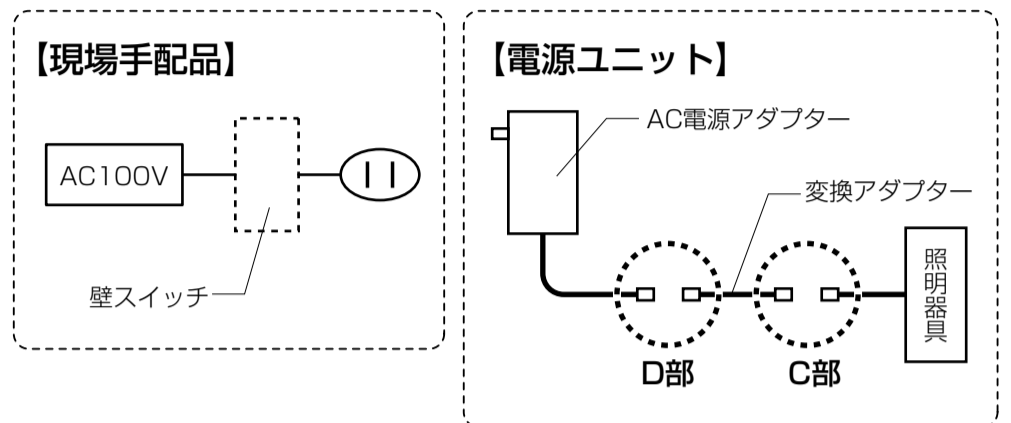 【現場手配品】
AC100V
壁スイッチ
【電源ユニット】
AC電源アダプター
変換アダプター
照明器具
D部
C部